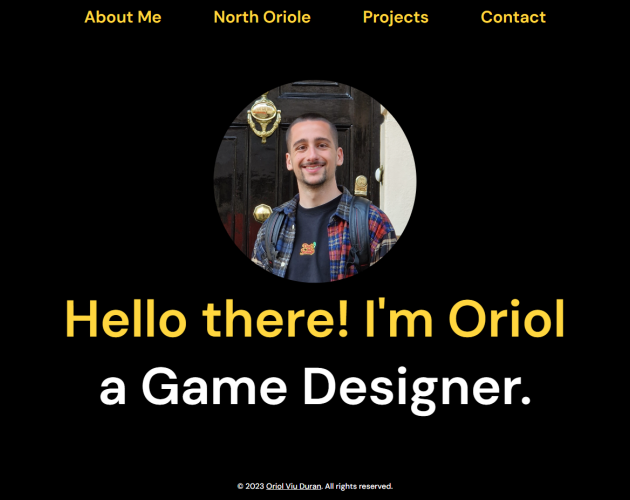 About Me North Oriole Projects Contact
Hello there! I'm Oriol
a Game Designer.
© 2023 Oriol Viu Duran. All rights reserved.